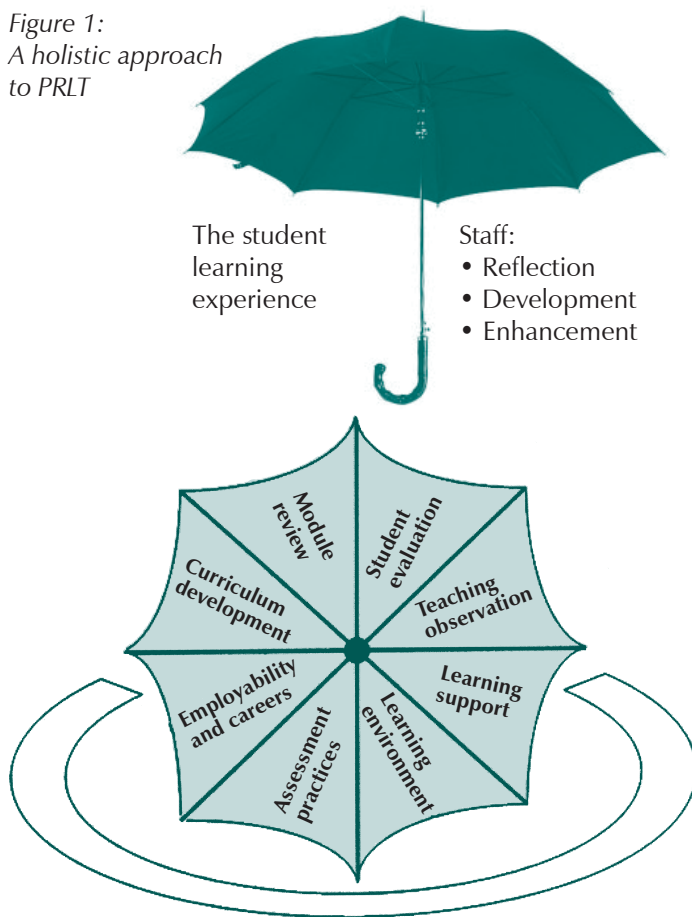 Figure 1:
A holistic approach
to PRLT
The student
learning
experience
Staff:
• Reflection
• Development
• Enhancement
Module
review
Student
evaluation
Teaching
observation
Learning
support
Learning
environment
Assessment
practices
Employability
and careers
Curriculum
development